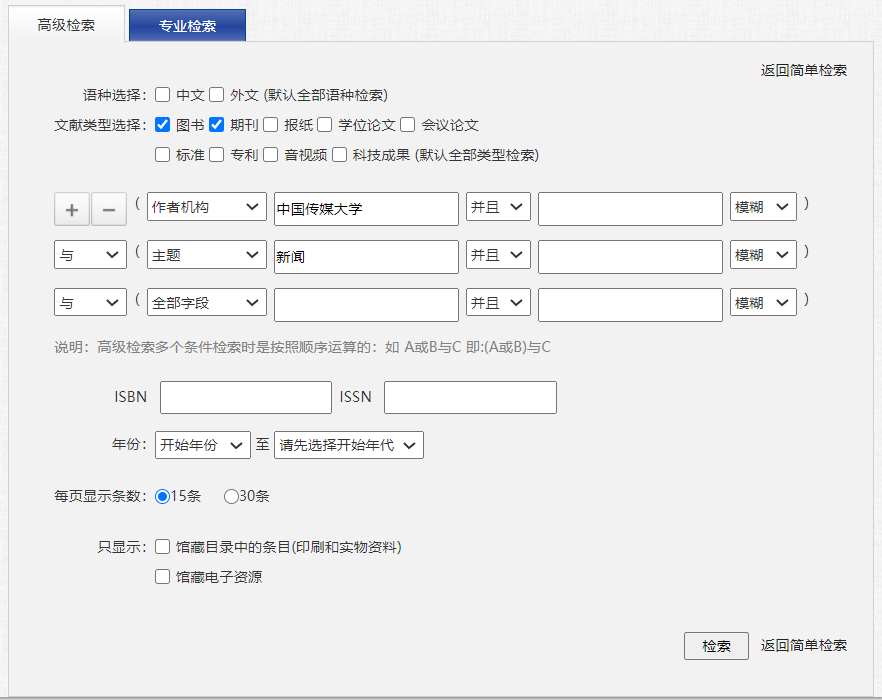 高级检索 专业检索
返回简单检索
语种选择： 中文 外文 (默认全部语种检索)
文献类型选择： 图书 期刊 报纸 学位论文 会议论文
标准 专利 音视频 科技成果 (默认全部类型检索)
+ − ( 作者机构 中国传媒大学 并且 模糊 )
与 ( 主题 新闻 并且 模糊 )
与 ( 全部字段 并且 模糊 )
说明：高级检索多个条件检索时是按照顺序运算的：如 A或B与C 即:(A或B)与C
ISBN ISSN
年份： 开始年份 至 请先选择开始年代
每页显示条数： 15条 30条
只显示： 馆藏目录中的条目(印刷和实物资料)
馆藏电子资源
检索 返回简单检索